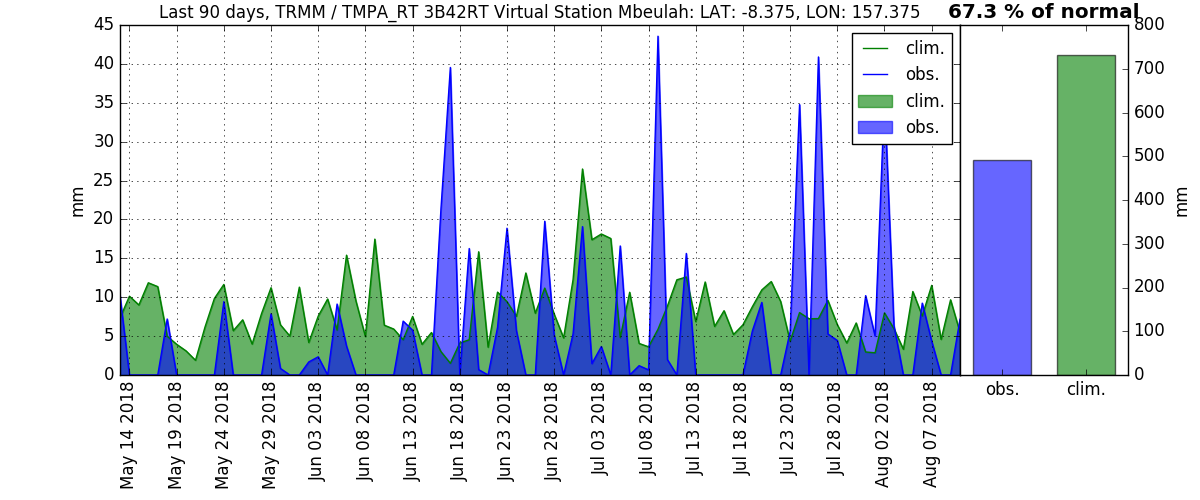 Last 90 days, TRMM / TMPA_RT 3B42RT Virtual Station Mbeulah: LAT: -8.375, LON: 157.375
67.3 % of normal
45
40
35
30
25
20
15
10
5
0
mm
clim.
obs.
clim.
obs.
May 14 2018
May 19 2018
May 24 2018
May 29 2018
Jun 03 2018
Jun 08 2018
Jun 13 2018
Jun 18 2018
Jun 23 2018
Jun 28 2018
Jul 03 2018
Jul 08 2018
Jul 13 2018
Jul 18 2018
Jul 23 2018
Jul 28 2018
Aug 02 2018
Aug 07 2018
800
700
600
500
400
300
200
100
0
mm
obs.
clim.